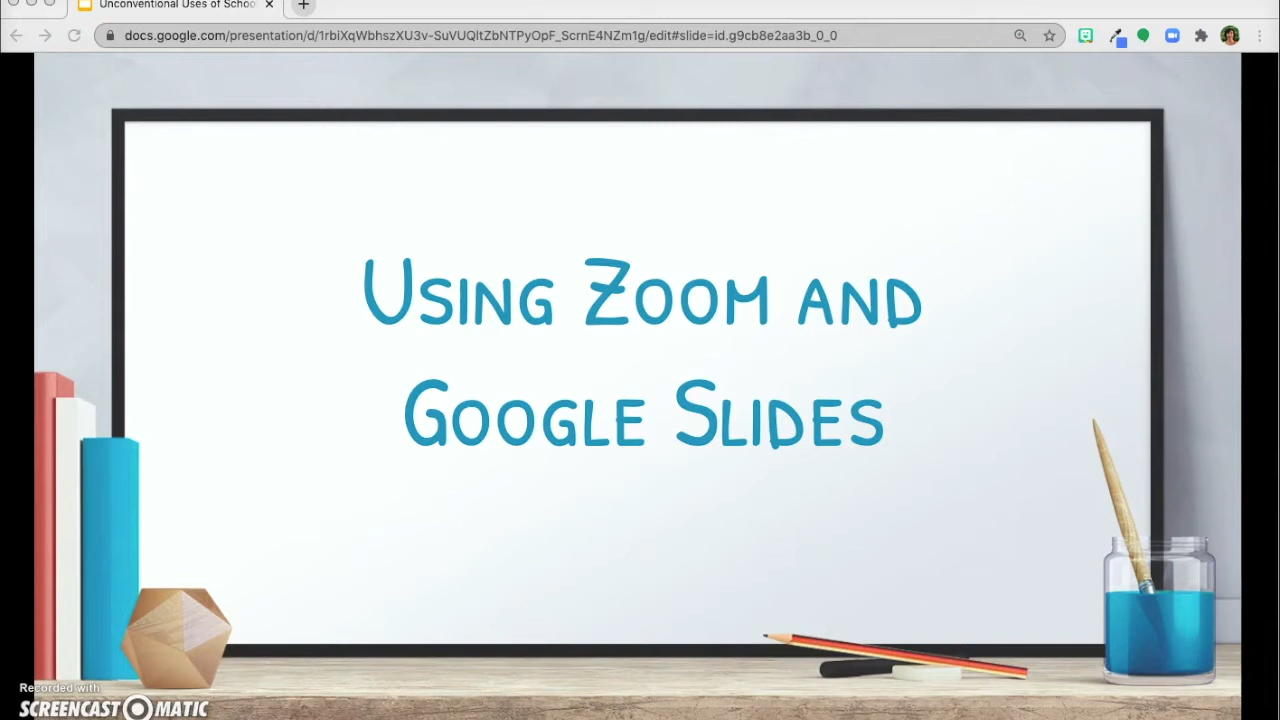 Unconventional Uses of Schoo
docs.google.com/presentation/d/1rbiXqWbhszXU3v-SuVUQltZbNTPyOpF_ScrnE4NZm1g/edit#slide=id.g9cb8e2aa3b_0_0
Using Zoom and
Google Slides
Recorded with
SCREENCAST MATIC